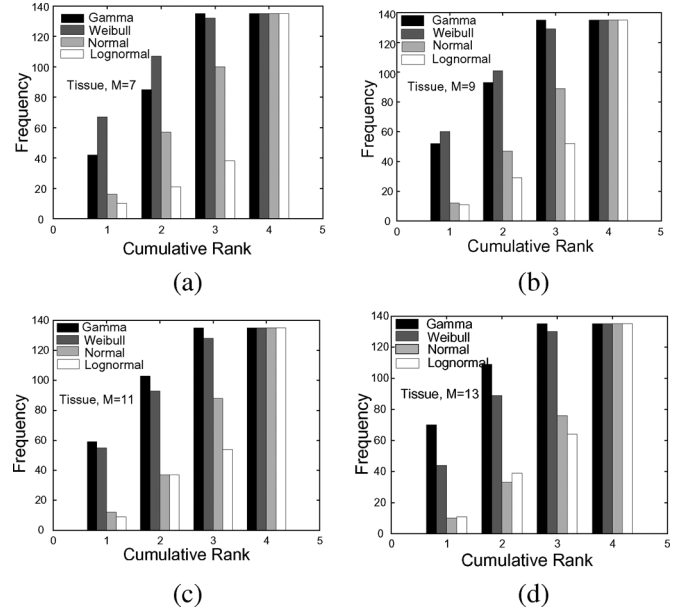 140
120
100
80
60
40
20
0
Frequency
Gamma
Weibull
Normal
Lognormal
Tissue, M=7
0 1 2 3 4 5
Cumulative Rank
(a)
140
120
100
80
60
40
20
0
Frequency
Gamma
Weibull
Normal
Lognormal
Tissue, M=9
0 1 2 3 4 5
Cumulative Rank
(b)
140
120
100
80
60
40
20
0
Frequency
Gamma
Weibull
Normal
Lognormal
Tissue, M=11
0 1 2 3 4 5
Cumulative Rank
(c)
140
120
100
80
60
40
20
0
Frequency
Gamma
Weibull
Normal
Lognormal
Tissue, M=13
0 1 2 3 4 5
Cumulative Rank
(d)